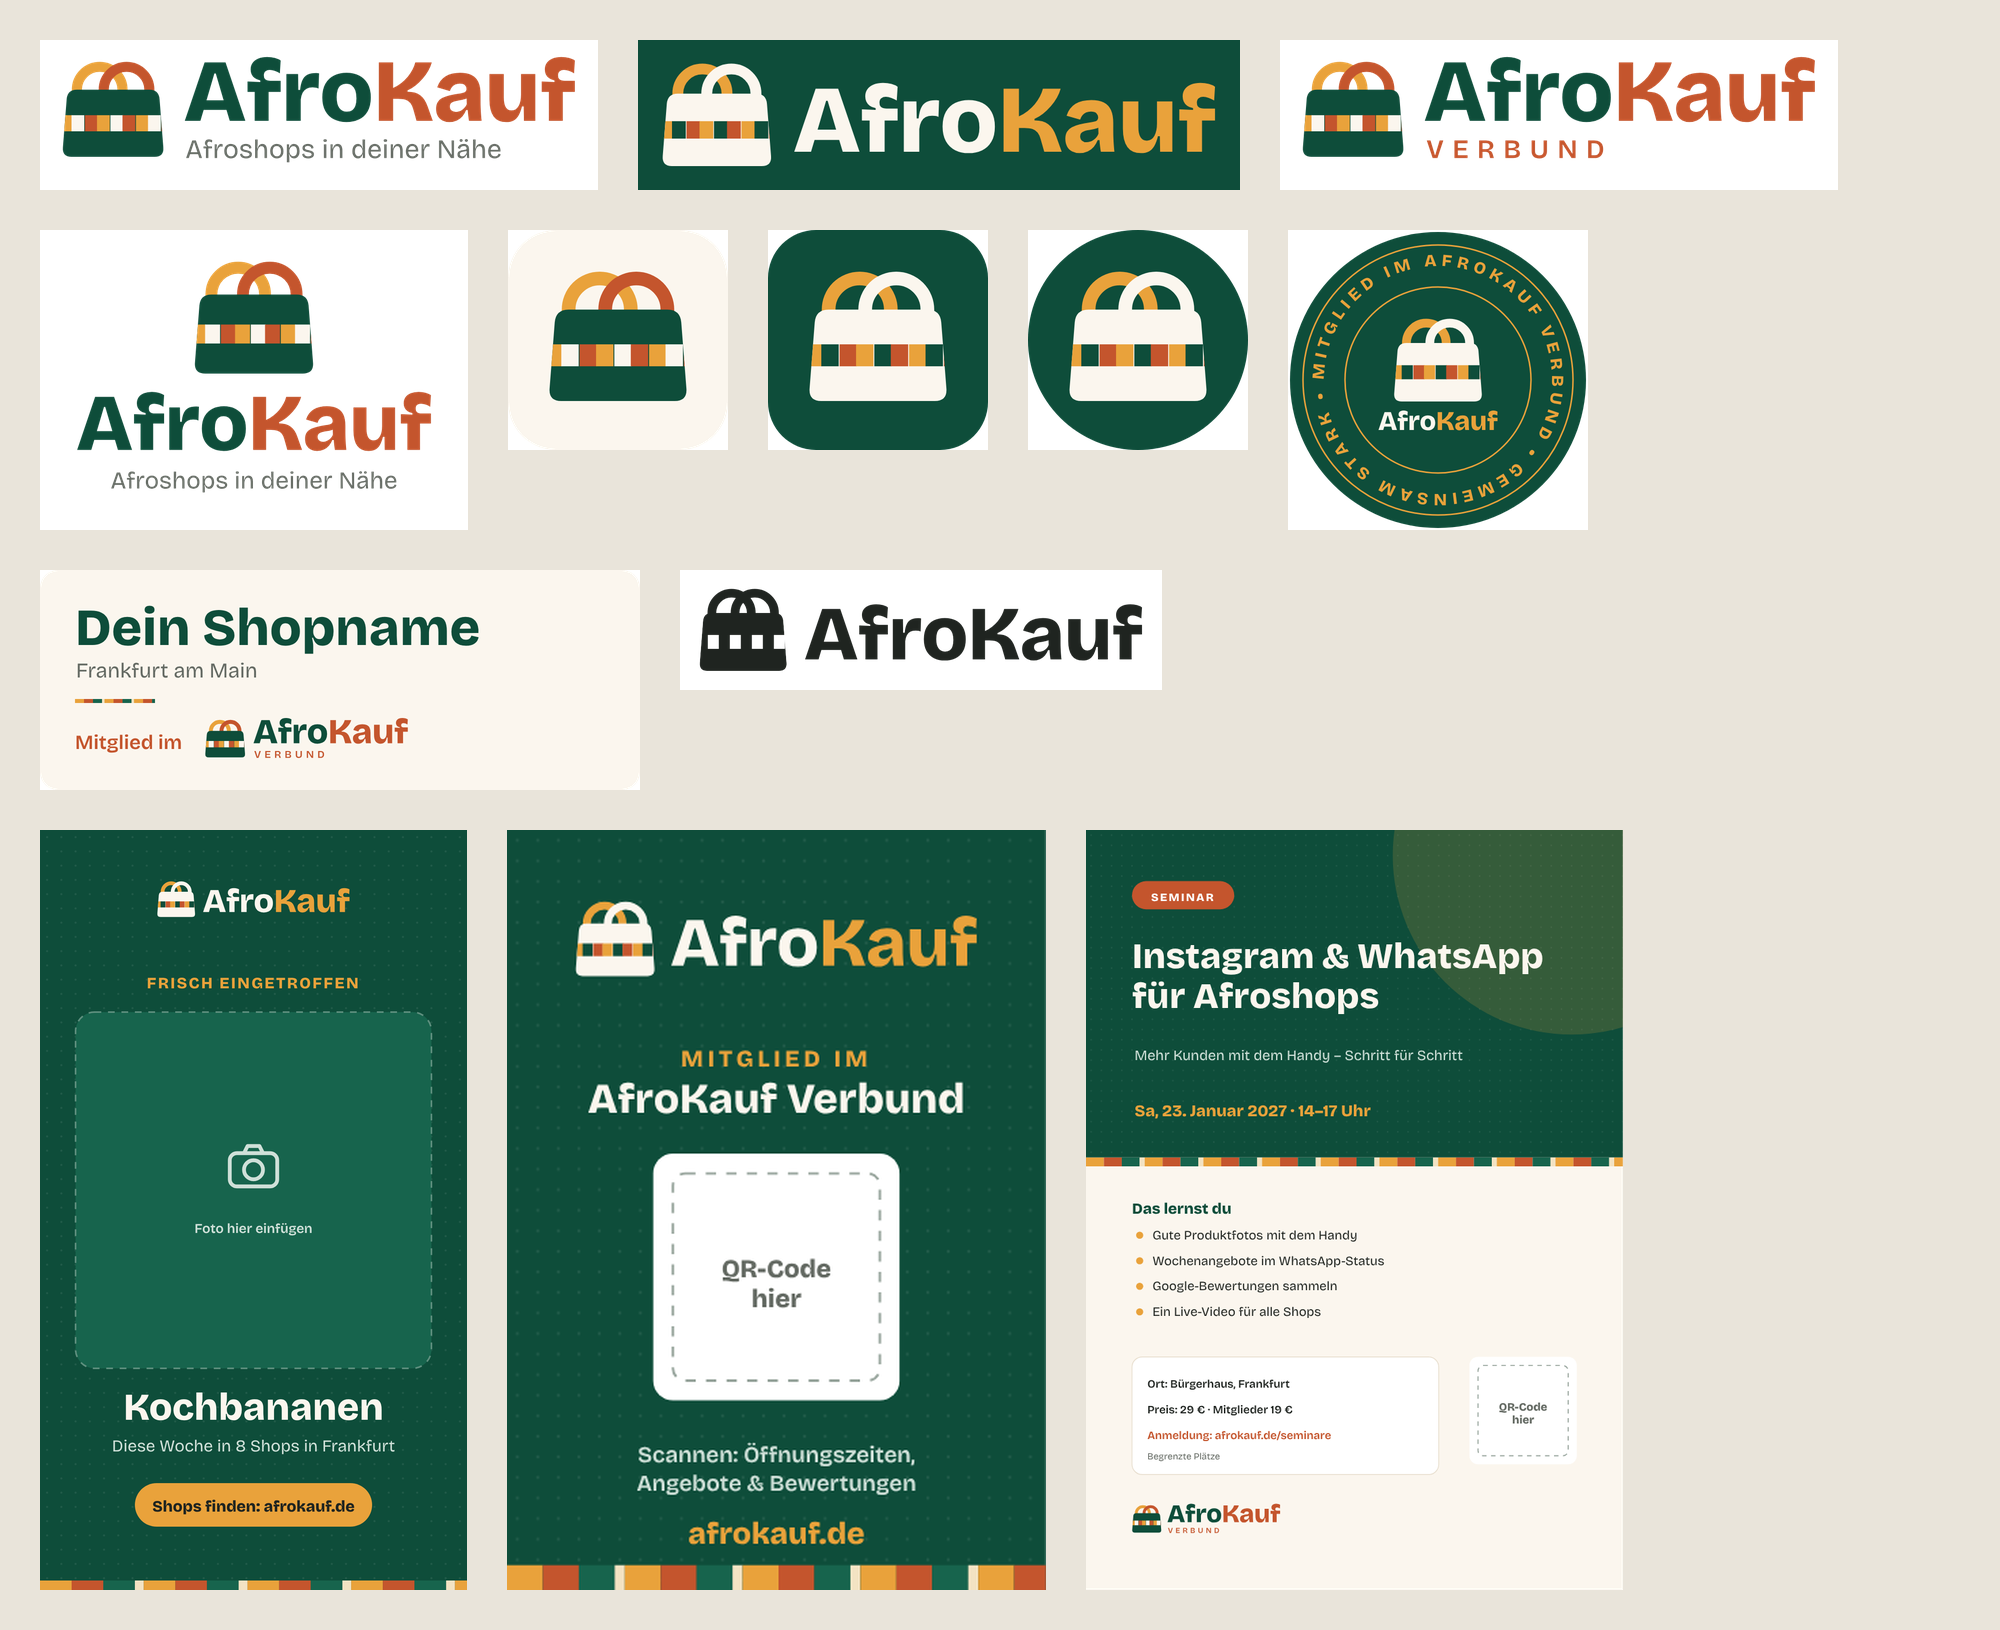 AfroKauf
Afroshops in deiner Nähe
AfroKauf
AfroKauf
VERBUND
AfroKauf
Afroshops in deiner Nähe
MITGLIED IM AFROKAUF VERBUND • GEMEINSAM STARK •
AfroKauf
Dein Shopname
Frankfurt am Main
Mitglied im
AfroKauf
VERBUND
AfroKauf
AfroKauf
FRISCH EINGETROFFEN
Foto hier einfügen
Kochbananen
Diese Woche in 8 Shops in Frankfurt
Shops finden: afrokauf.de
AfroKauf
MITGLIED IM
AfroKauf Verbund
QR-Code
hier
Scannen: Öffnungszeiten,
Angebote & Bewertungen
afrokauf.de
SEMINAR
Instagram & WhatsApp
für Afroshops
Mehr Kunden mit dem Handy – Schritt für Schritt
Sa, 23. Januar 2027 · 14–17 Uhr
Das lernst du
Gute Produktfotos mit dem Handy
Wochenangebote im WhatsApp-Status
Google-Bewertungen sammeln
Ein Live-Video für alle Shops
Ort: Bürgerhaus, Frankfurt
Preis: 29 € · Mitglieder 19 €
Anmeldung: afrokauf.de/seminare
Begrenzte Plätze
QR-Code
hier
AfroKauf
VERBUND